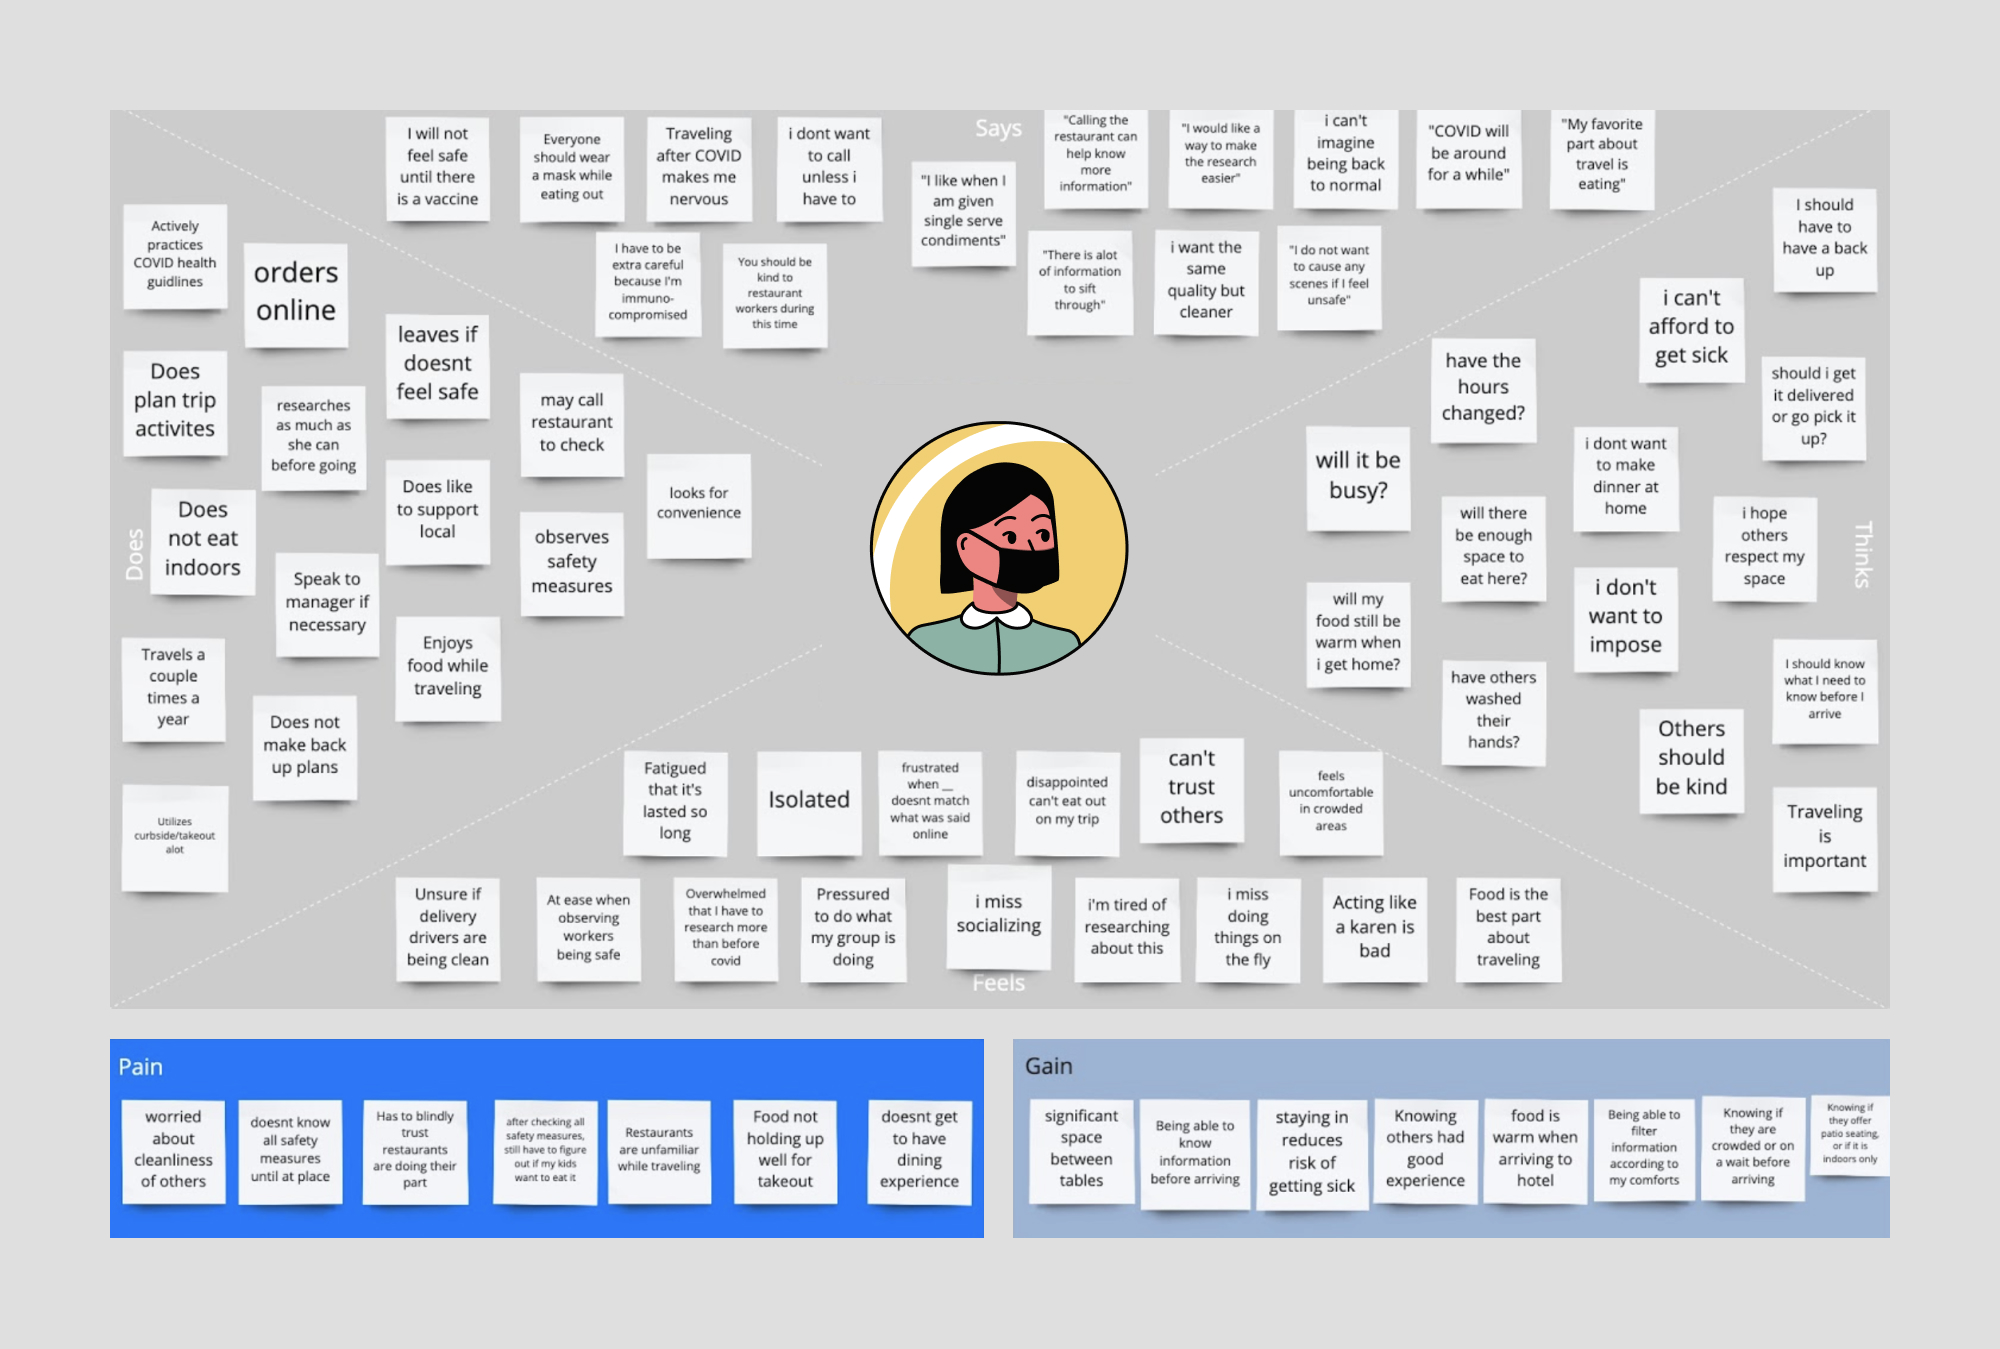 Says
I will not
feel safe
until there
is a vaccine
Everyone
should wear
a mask while
eating out
Traveling
after COVID
makes me
nervous
i dont want
to call
unless i
have to
"I like when I
am given
single serve
condiments"
"Calling the
restaurant can
help know
more
information"
"I would like a
way to make
the research
easier"
i can't
imagine
being back
to normal
"COVID will
be around
for a while"
"My favorite
part about
travel is
eating"
I have to be
extra careful
because I'm
immuno-
compromised
You should be
kind to
restaurant
workers during
this time
"There is alot
of information
to sift
through"
i want the
same
quality but
cleaner
"I do not want
to cause any
scenes if I feel
unsafe"
Does
Actively
practices
COVID health
guidlines
orders
online
leaves if
doesnt
feel safe
Does
plan trip
activites
researches
as much as
she can
before going
may call
restaurant
to check
Does like
to support
local
looks for
convenience
Does
not eat
indoors
observes
safety
measures
Speak to
manager if
necessary
Enjoys
food while
traveling
Travels a
couple
times a
year
Does not
make back
up plans
Utilizes
curbside/takeout
alot
Thinks
I should
have to
have a back
up
i can't
afford to
get sick
have the
hours
changed?
should i get
it delivered
or go pick it
up?
will it be
busy?
i dont want
to make
dinner at
home
will there
be enough
space to
eat here?
i hope
others
respect my
space
will my
food still be
warm when
i get home?
i don't
want to
impose
have others
washed
their
hands?
I should know
what I need to
know before I
arrive
Others
should
be kind
Traveling
is
important
Fatigued
that it's
lasted so
long
Isolated
frustrated
when __
doesnt match
what was said
online
disappointed
can't eat out
on my trip
can't
trust
others
feels
uncomfortable
in crowded
areas
Unsure if
delivery
drivers are
being clean
At ease when
observing
workers
being safe
Overwhelmed
that I have to
research more
than before
covid
Pressured
to do what
my group is
doing
i miss
socializing
i'm tired of
researching
about this
i miss
doing
things on
the fly
Acting like
a karen is
bad
Food is the
best part
about
traveling
Feels
Pain
worried
about
cleanliness
of others
doesnt know
all safety
measures
until at place
Has to blindly
trust
restaurants
are doing their
part
after checking all
safety measures,
still have to figure
out if my kids
want to eat it
Restaurants
are unfamiliar
while traveling
Food not
holding up
well for
takeout
doesnt get
to have
dining
experience
Gain
significant
space
between
tables
Being able to
know
information
before arriving
staying in
reduces
risk of
getting sick
Knowing
others had
good
experience
food is
warm when
arriving to
hotel
Being able to
filter
information
according to
my comforts
Knowing if
they are
crowded or on
a wait before
arriving
Knowing if
they offer
patio seating,
or if it is
indoors only